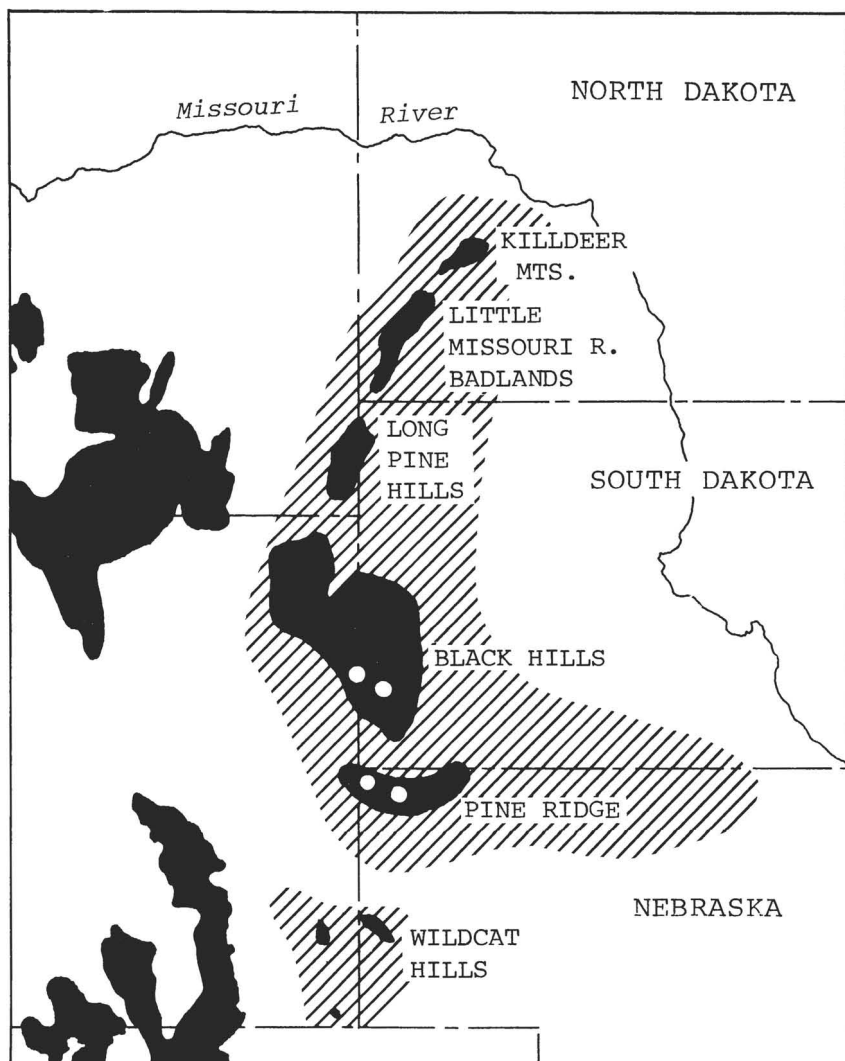 NORTH DAKOTA
Missouri River
KILLDEER
MTS.
LITTLE
MISSOURI R.
BADLANDS
LONG
PINE
HILLS
SOUTH DAKOTA
BLACK HILLS
PINE RIDGE
NEBRASKA
WILDCAT
HILLS